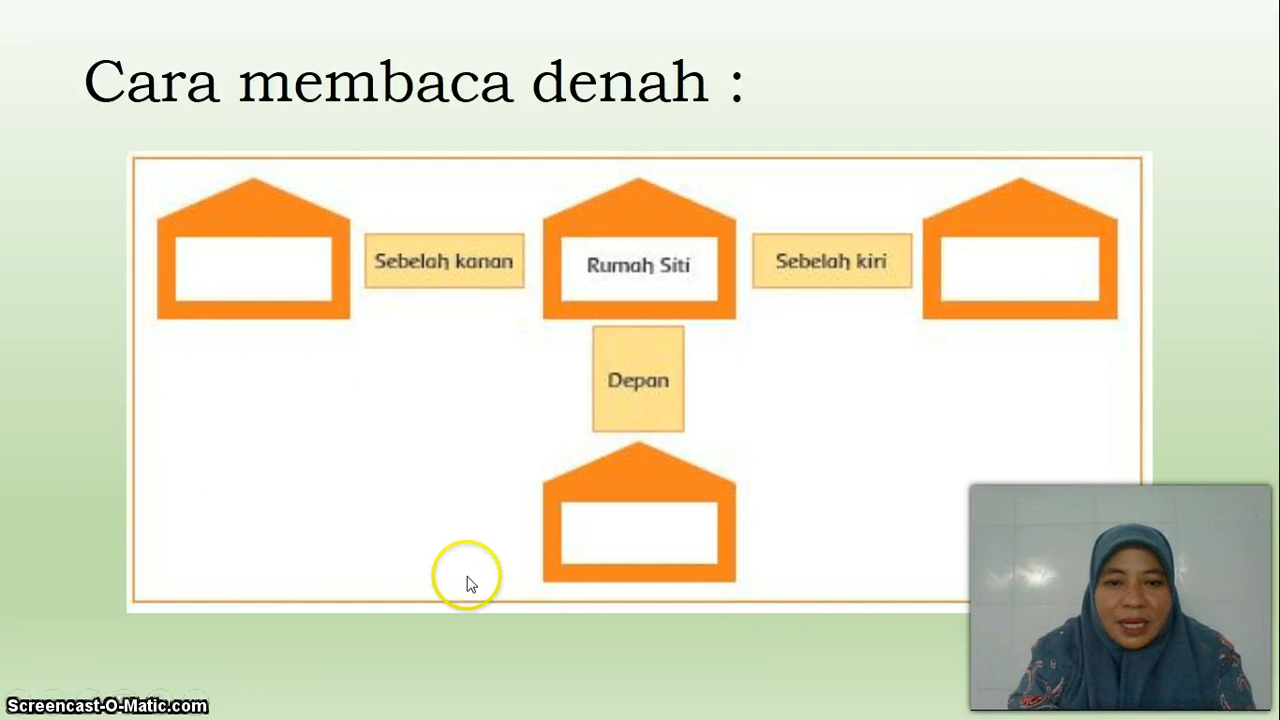 Cara membaca denah :
Sebelah kanan
Rumah Siti
Sebelah kiri
Depan
Screencast-O-Matic.com